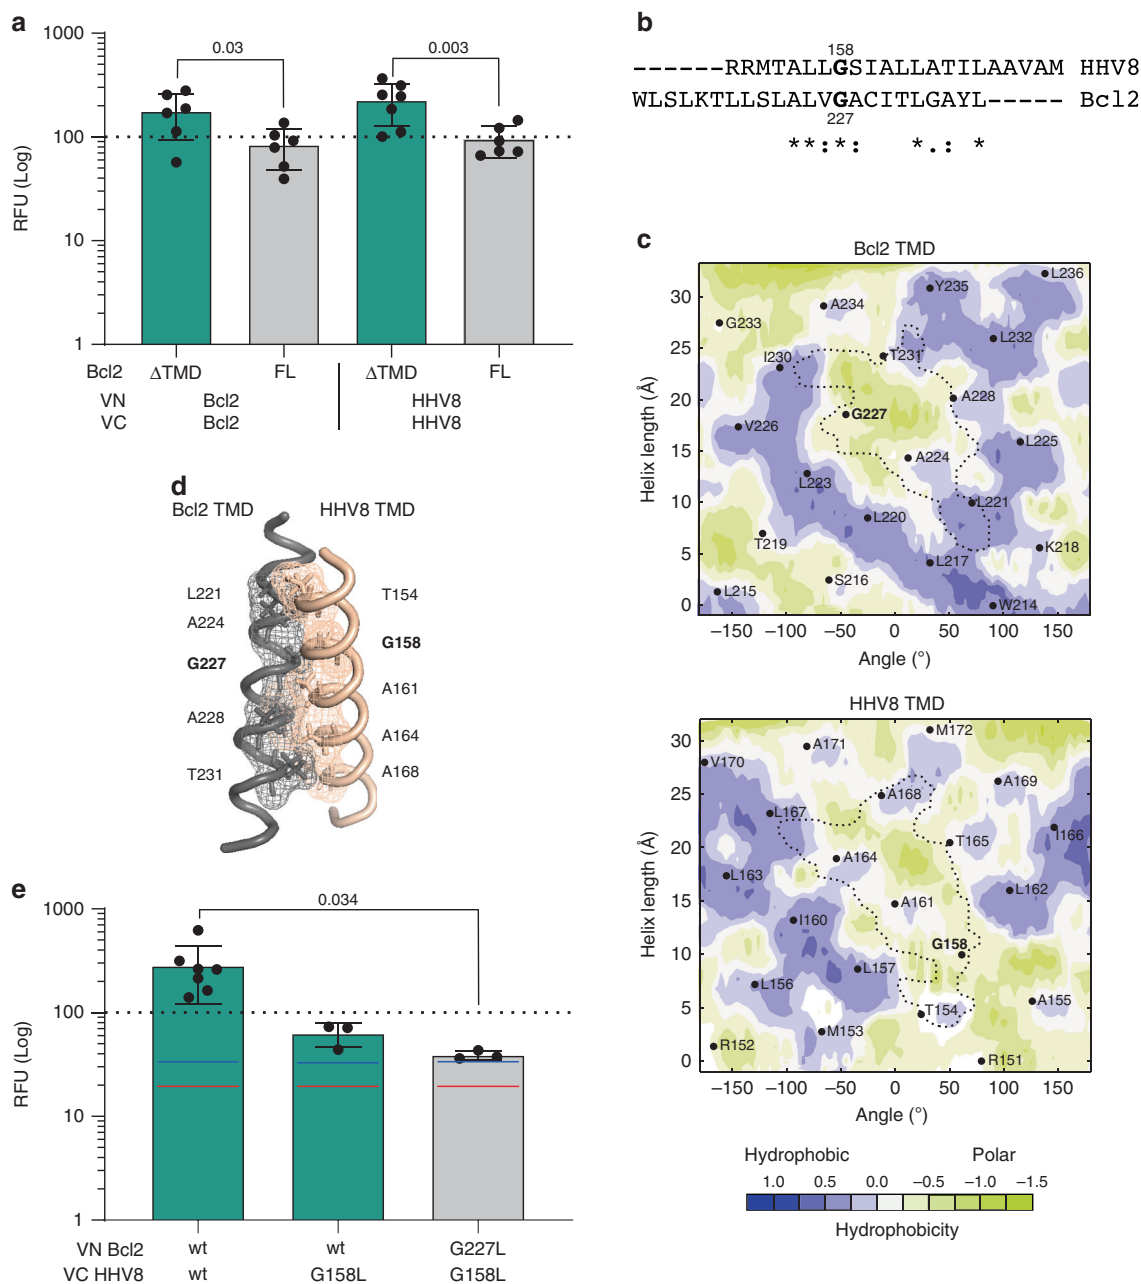 a
1000
100
10
1
RFU (Log)
0.03
0.003
Bcl2 ΔTMD FL ΔTMD FL
VN Bcl2 HHV8
VC Bcl2 HHV8
b
158
------RRMTALLGSIALLATILAAVAM HHV8
WLSLKTLLSLALVGACITLGAYL----- Bcl2
227
**:*: *.: *
c
Bcl2 TMD
Helix length (Å)
30
25
20
15
10
5
0
L236
Y235
A234
G233
L232
T231
I230
A228
G227
V226
L225
A224
L223
L221
L220
T219
K218
L217
S216
L215
W214
−150 −100 −50 0 50 100 150
Angle (°)
HHV8 TMD
Helix length (Å)
30
25
20
15
10
5
0
M172
A171
V170
A169
A168
L167
I166
T165
A164
L163
L162
A161
I160
G158
L157
L156
A155
T154
M153
R152
R151
−150 −100 −50 0 50 100 150
Angle (°)
Hydrophobic Polar
1.0 0.5 0.0 −0.5 −1.0 −1.5
Hydrophobicity
d
Bcl2 TMD HHV8 TMD
L221 T154
A224
G227 G158
A161
A228 A164
T231 A168
e
1000
100
10
1
RFU (Log)
0.034
VN Bcl2 wt wt G227L
VC HHV8 wt G158L G158L